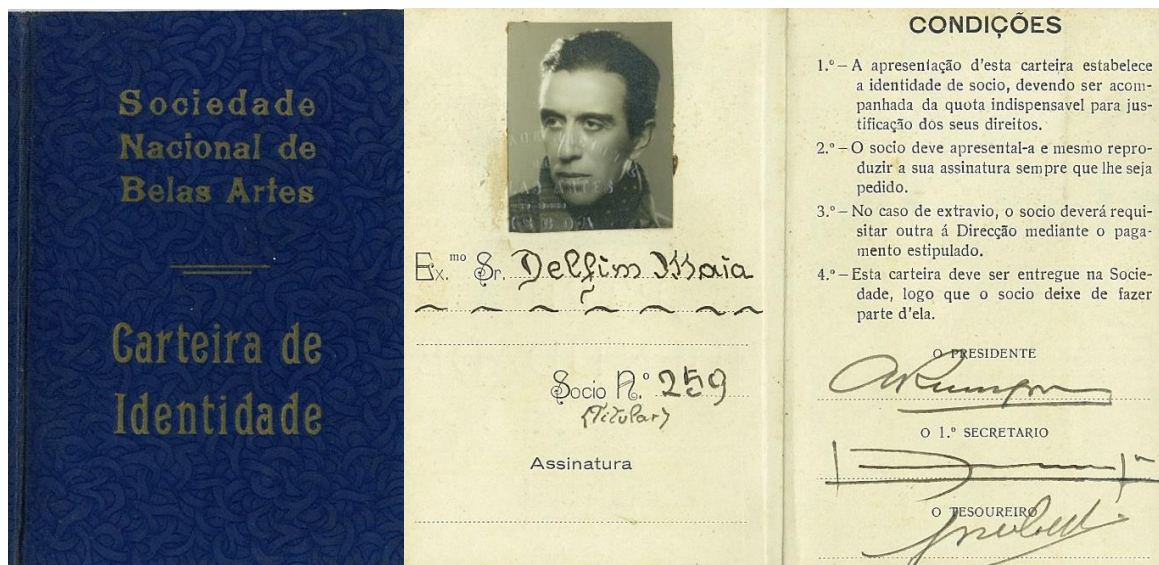 Sociedade
Nacional de
Belas Artes
Carteira de
Identidade
LAS ARTES
BOA
Ex.mo Sr. Delfim Maia
Socio N.º 259
(Titular)
Assinatura
CONDIÇÕES
1.º – A apresentação d'esta carteira estabelece
a identidade de socio, devendo ser acom-
panhada da quota indispensavel para jus-
tificação dos seus direitos.
2.º – O socio deve apresental-a e mesmo repro-
duzir a sua assinatura sempre que lhe seja
pedido.
3.º – No caso de extravio, o socio deverá requi-
sitar outra á Direcção mediante o paga-
mento estipulado.
4.º – Esta carteira deve ser entregue na Socie-
dade, logo que o socio deixe de fazer
parte d'ela.
O PRESIDENTE
O 1.º SECRETARIO
O TESOUREIRO